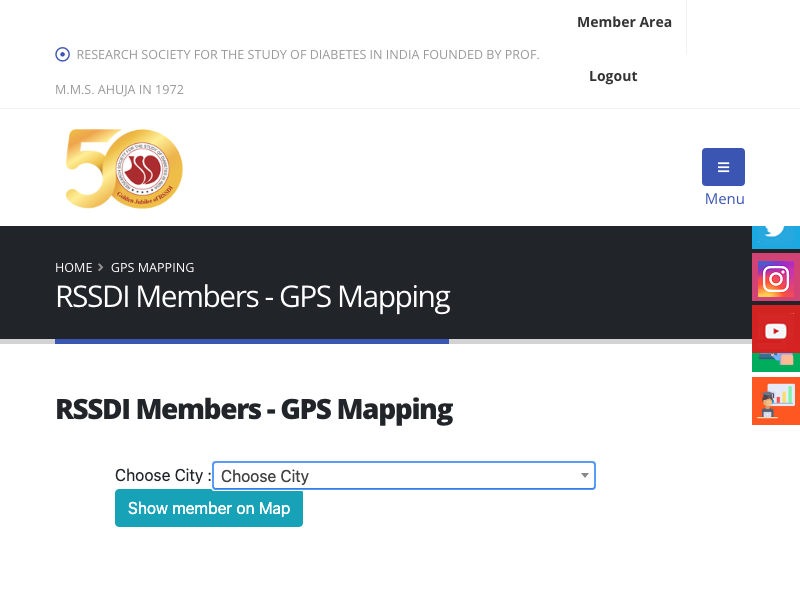 Member Area
RESEARCH SOCIETY FOR THE STUDY OF DIABETES IN INDIA FOUNDED BY PROF.
M.M.S. AHUJA IN 1972
Logout
50
Golden Jubilee of RSSDI
Menu
HOME > GPS MAPPING
RSSDI Members - GPS Mapping
RSSDI Members - GPS Mapping
Choose City : Choose City
Show member on Map